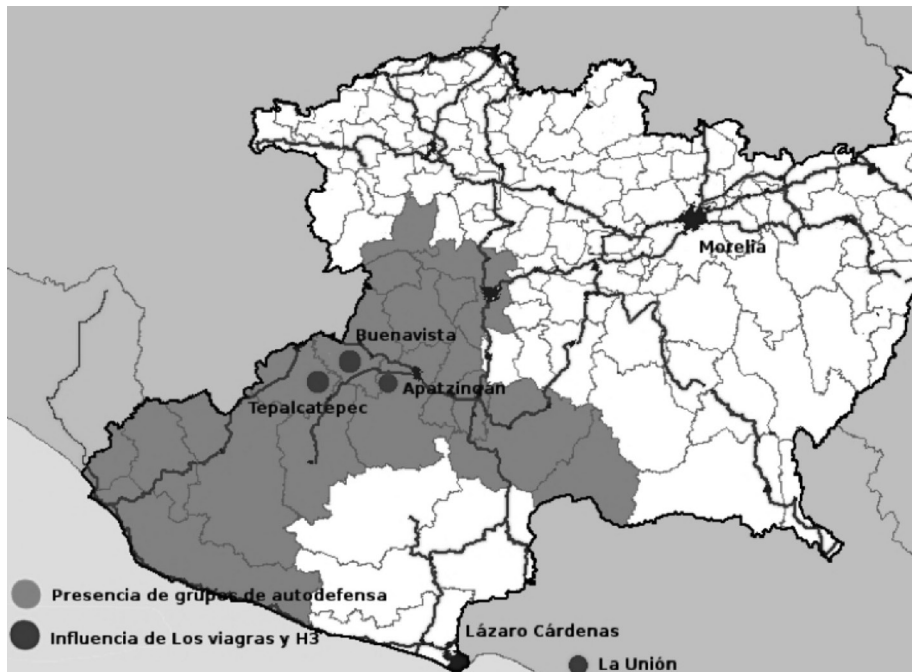 Morelia
Buenavista
Apatzingán
Tepalcatepec
Presencia de grupos de autodefensa
Influencia de Los viagras y H3
Lázaro Cárdenas
La Unión